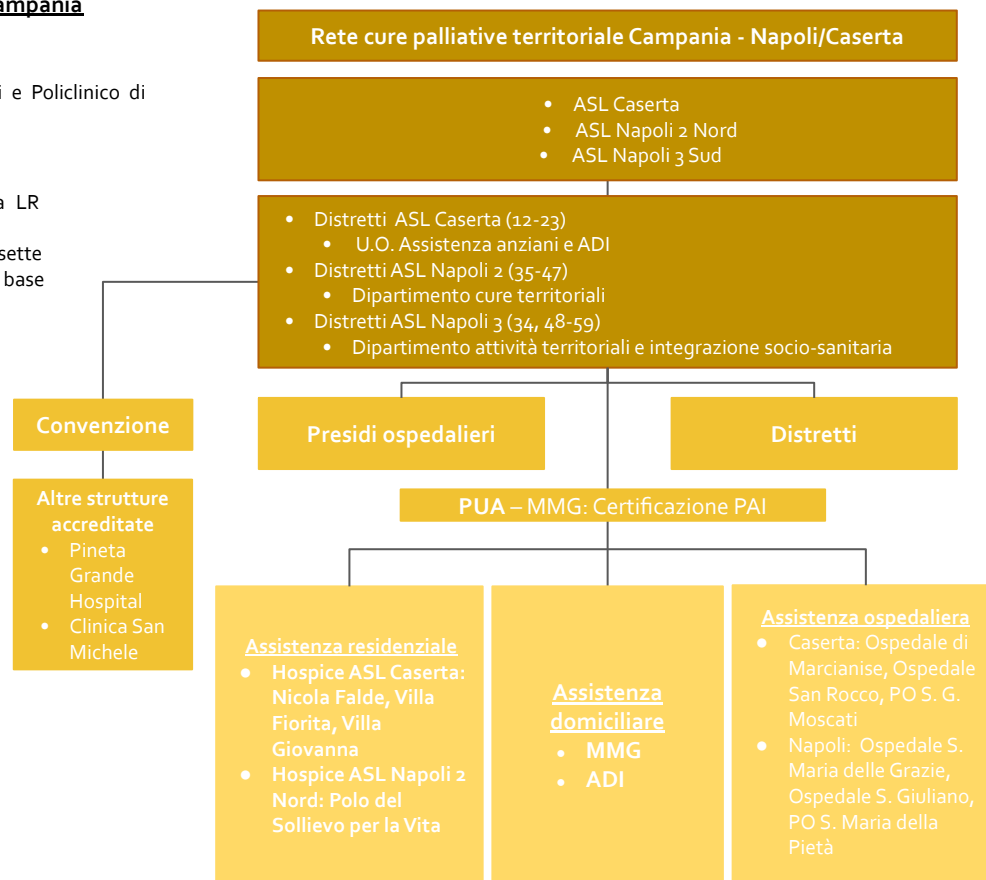 ampania
i e Policlinico di
a LR
sette
base
Rete cure palliative territoriale Campania - Napoli/Caserta
• ASL Caserta
• ASL Napoli 2 Nord
• ASL Napoli 3 Sud
• Distretti ASL Caserta (12-23)
• U.O. Assistenza anziani e ADI
• Distretti ASL Napoli 2 (35-47)
• Dipartimento cure territoriali
• Distretti ASL Napoli 3 (34, 48-59)
• Dipartimento attività territoriali e integrazione socio-sanitaria
Convenzione
Presidi ospedalieri
Distretti
Altre strutture
accreditate
• Pineta
Grande
Hospital
• Clinica San
Michele
PUA – MMG: Certificazione PAI
Assistenza residenziale
● Hospice ASL Caserta:
Nicola Falde, Villa
Fiorita, Villa
Giovanna
● Hospice ASL Napoli 2
Nord: Polo del
Sollievo per la Vita
Assistenza
domiciliare
• MMG
• ADI
Assistenza ospedaliera
● Caserta: Ospedale di
Marcianise, Ospedale
San Rocco, PO S. G.
Moscati
● Napoli: Ospedale S.
Maria delle Grazie,
Ospedale S. Giuliano,
PO S. Maria della
Pietà